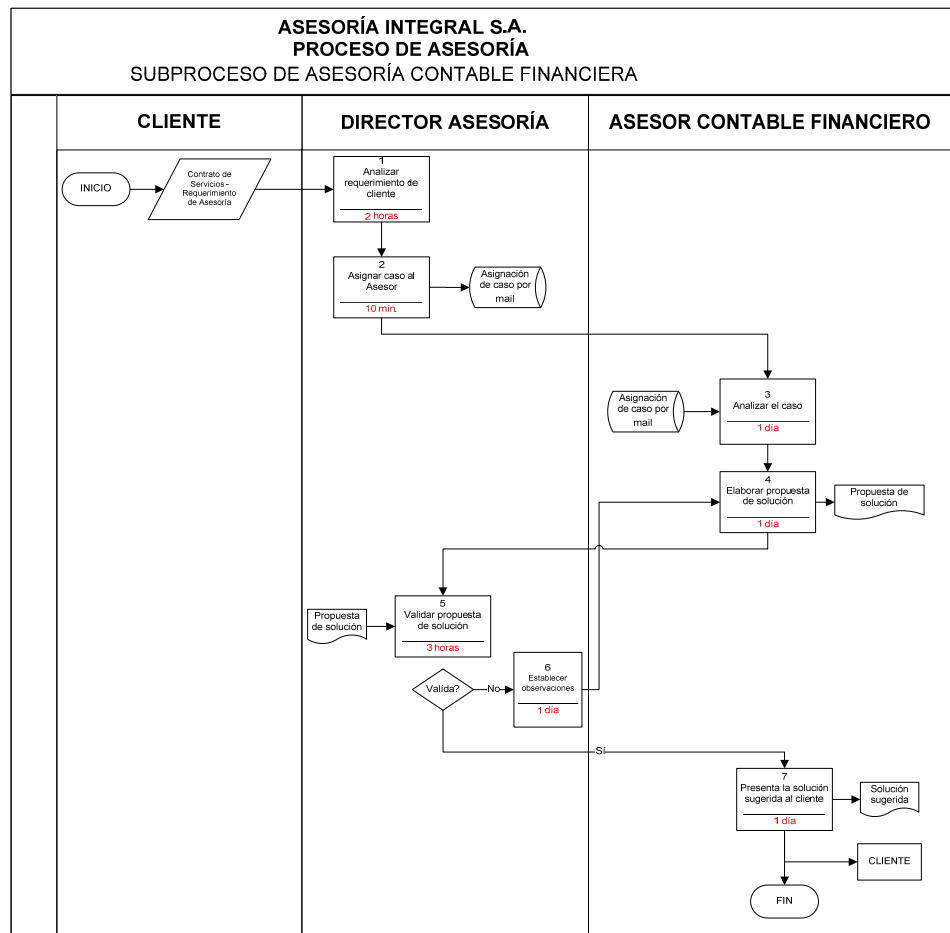 ASESORÍA INTEGRAL S.A.
PROCESO DE ASESORÍA
SUBPROCESO DE ASESORÍA CONTABLE FINANCIERA
CLIENTE
DIRECTOR ASESORÍA
ASESOR CONTABLE FINANCIERO
INICIO
Contrato de
Servicios -
Requerimiento
de Asesoría
1
Analizar
requerimiento de
cliente
2 horas
2
Asignar caso al
Asesor
10 min.
Asignación
de caso por
mail
Asignación
de caso por
mail
3
Analizar el caso
1 día
4
Elaborar propuesta
de solución
1 día
Propuesta de
solución
Propuesta
de solución
5
Validar propuesta
de solución
3 horas
Valída?
No
6
Establecer
observaciones
1 día
Sí
7
Presenta la solución
sugerida al cliente
1 día
Solución
sugerida
CLIENTE
FIN